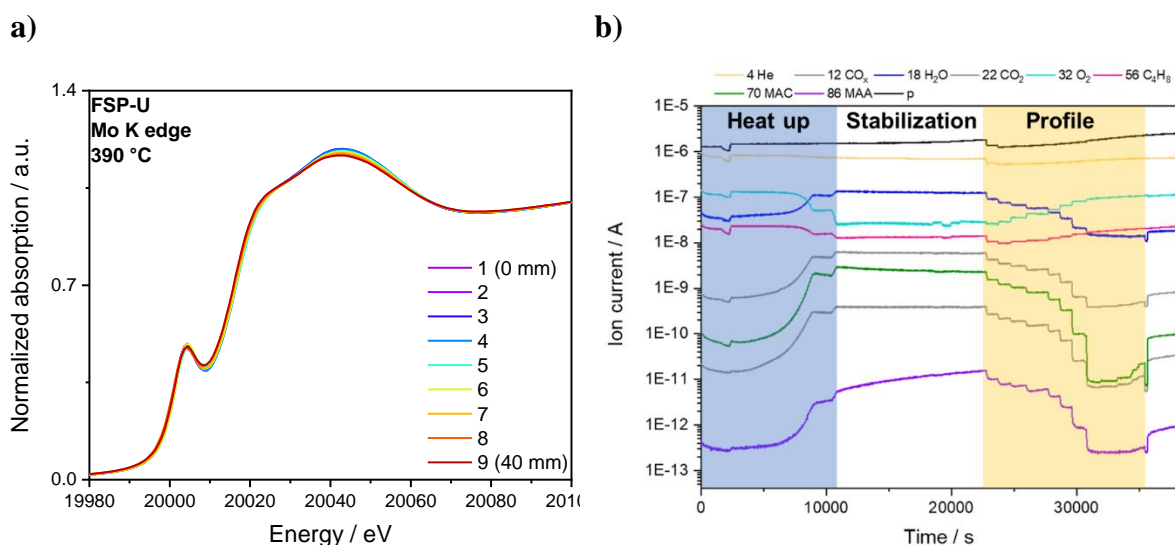 a)
FSP-U
Mo K edge
390 °C
1.4
0.7
0.0
Normalized absorption / a.u.
1 (0 mm)
2
3
4
5
6
7
8
9 (40 mm)
19980 20000 20020 20040 20060 20080 2010
Energy / eV
b)
4 He 12 COₓ 18 H₂O 22 CO₂ 32 O₂ 56 C₄H₈
70 MAC 86 MAA p
Heat up Stabilization Profile
1E-5
1E-6
1E-7
1E-8
1E-9
1E-10
1E-11
1E-12
1E-13
Ion current / A
0 10000 20000 30000
Time / s